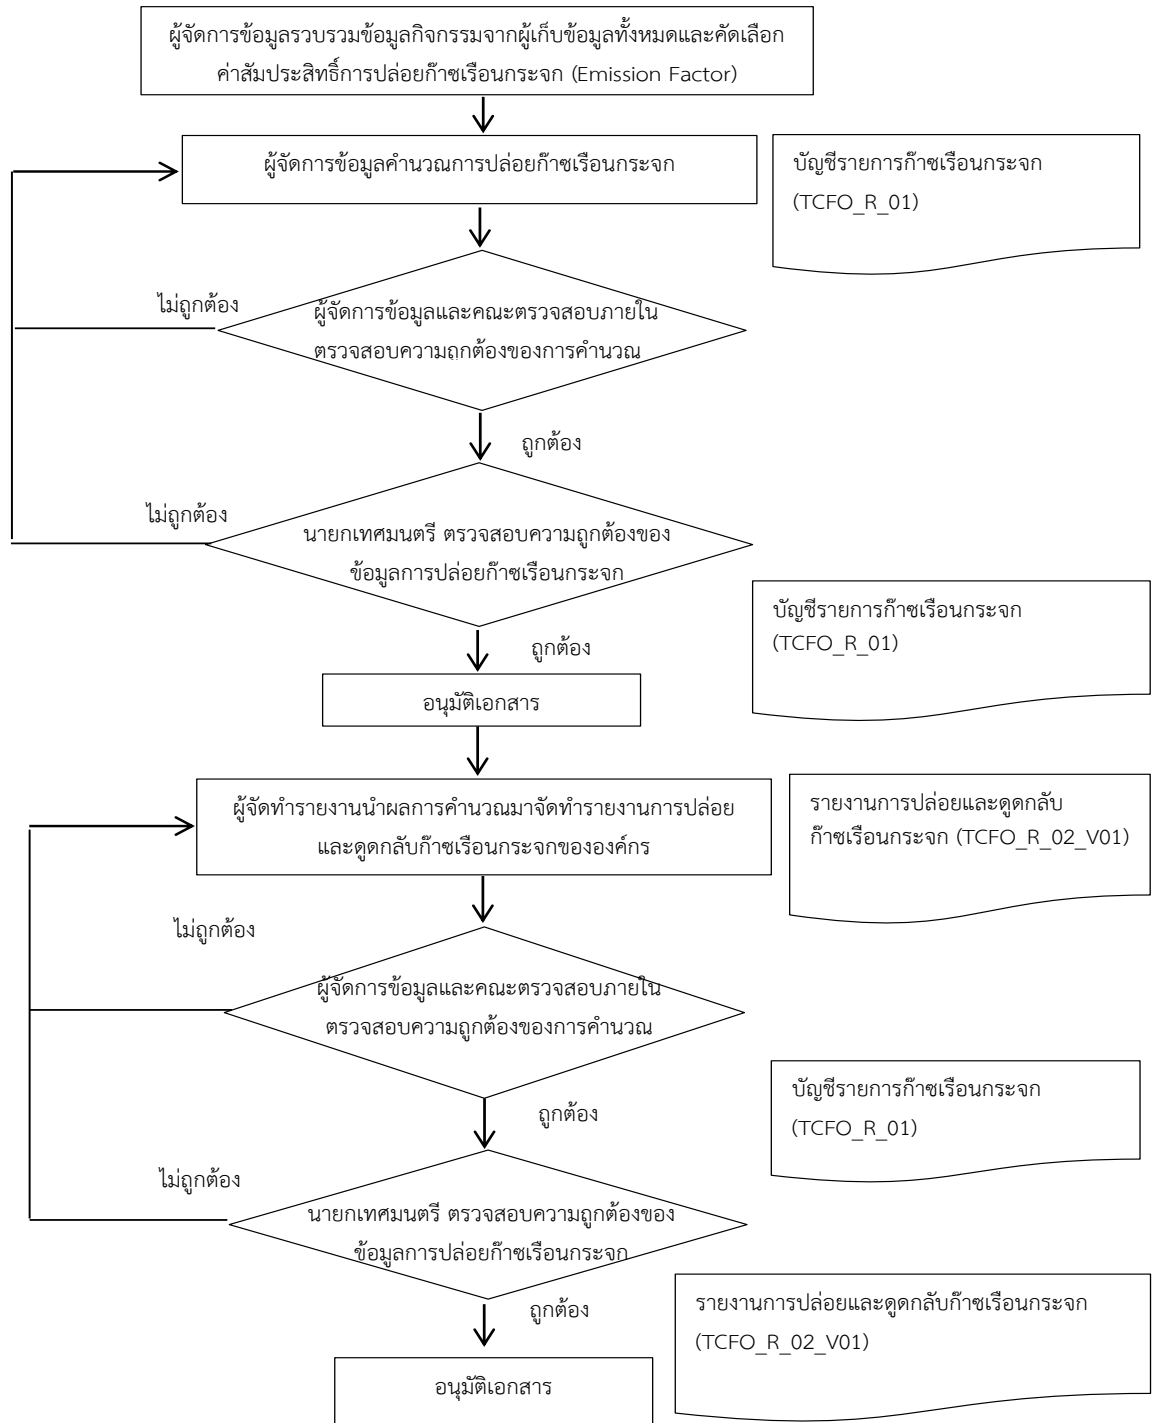 ผู้จัดการข้อมูลรวบรวมข้อมูลกิจกรรมจากผู้เก็บข้อมูลทั้งหมดและคัดเลือก
ค่าสัมประสิทธิ์การปล่อยก๊าซเรือนกระจก (Emission Factor)
ผู้จัดการข้อมูลคำนวณการปล่อยก๊าซเรือนกระจก
บัญชีรายการก๊าซเรือนกระจก
(TCFO_R_01)
ไม่ถูกต้อง
ผู้จัดการข้อมูลและคณะตรวจสอบภายใน
ตรวจสอบความถูกต้องของการคำนวณ
ถูกต้อง
ไม่ถูกต้อง
นายกเทศมนตรี ตรวจสอบความถูกต้องของ
ข้อมูลการปล่อยก๊าซเรือนกระจก
บัญชีรายการก๊าซเรือนกระจก
(TCFO_R_01)
ถูกต้อง
อนุมัติเอกสาร
ผู้จัดทำรายงานนำผลการคำนวณมาจัดทำรายงานการปล่อย
และดูดกลับก๊าซเรือนกระจกขององค์กร
รายงานการปล่อยและดูดกลับ
ก๊าซเรือนกระจก (TCFO_R_02_V01)
ไม่ถูกต้อง
ผู้จัดการข้อมูลและคณะตรวจสอบภายใน
ตรวจสอบความถูกต้องของการคำนวณ
บัญชีรายการก๊าซเรือนกระจก
(TCFO_R_01)
ถูกต้อง
ไม่ถูกต้อง
นายกเทศมนตรี ตรวจสอบความถูกต้องของ
ข้อมูลการปล่อยก๊าซเรือนกระจก
รายงานการปล่อยและดูดกลับก๊าซเรือนกระจก
(TCFO_R_02_V01)
ถูกต้อง
อนุมัติเอกสาร